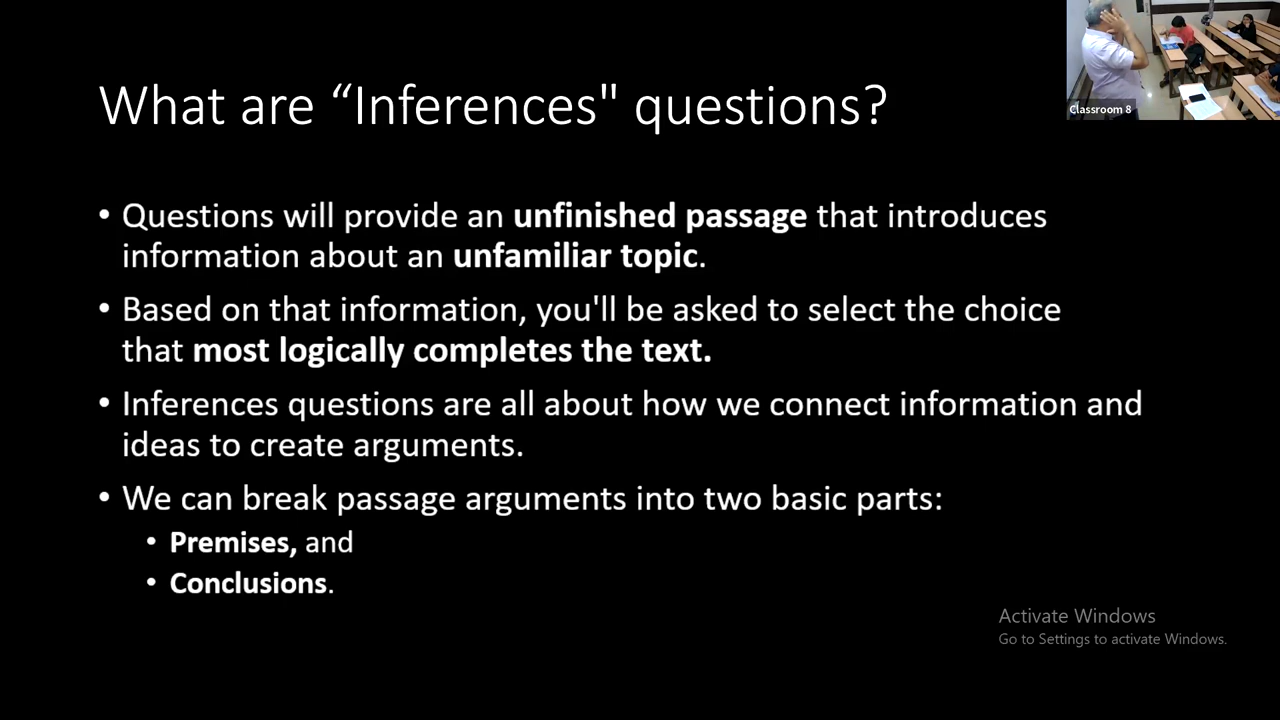 What are “Inferences" questions?
• Questions will provide an unfinished passage that introduces
information about an unfamiliar topic.
• Based on that information, you'll be asked to select the choice
that most logically completes the text.
• Inferences questions are all about how we connect information and
ideas to create arguments.
• We can break passage arguments into two basic parts:
• Premises, and
• Conclusions.
Classroom 8
Activate Windows
Go to Settings to activate Windows.